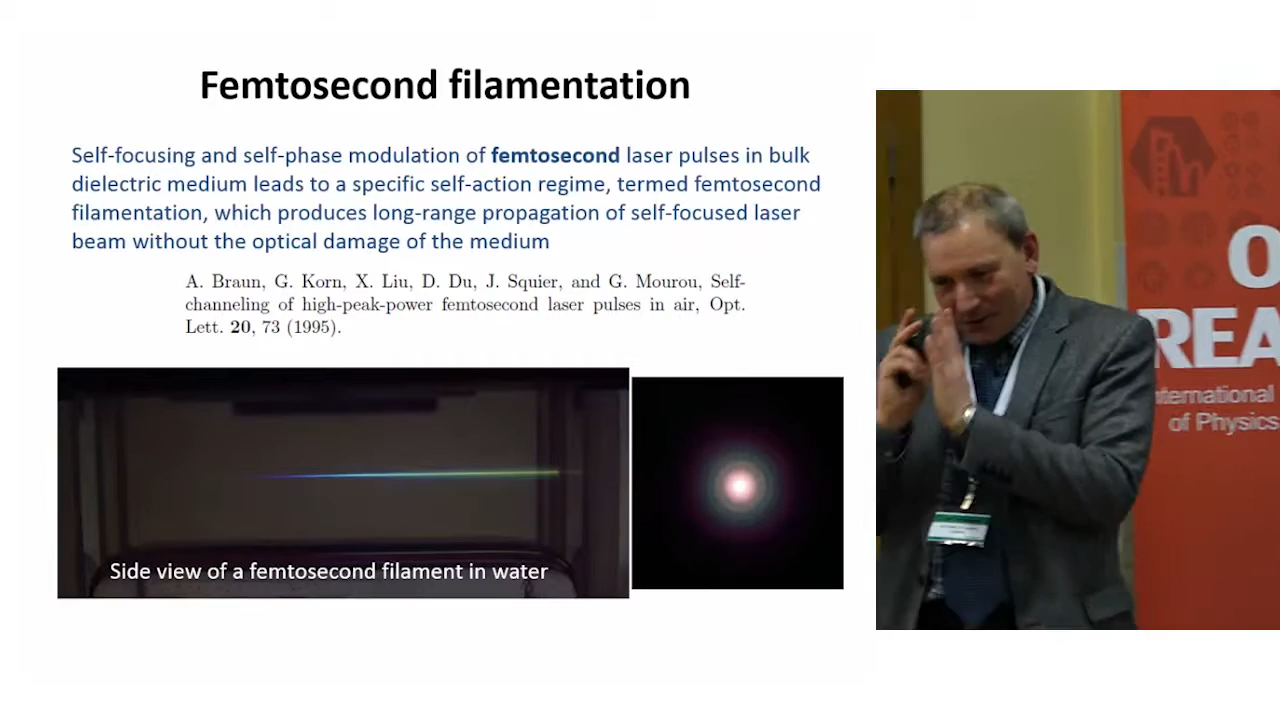 Femtosecond filamentation
Self-focusing and self-phase modulation of femtosecond laser pulses in bulk
dielectric medium leads to a specific self-action regime, termed femtosecond
filamentation, which produces long-range propagation of self-focused laser
beam without the optical damage of the medium
A. Braun, G. Korn, X. Liu, D. Du, J. Squier, and G. Mourou, Self-
channeling of high-peak-power femtosecond laser pulses in air, Opt.
Lett. 20, 73 (1995).
Side view of a femtosecond filament in water
O
REA
nternational
of Physics